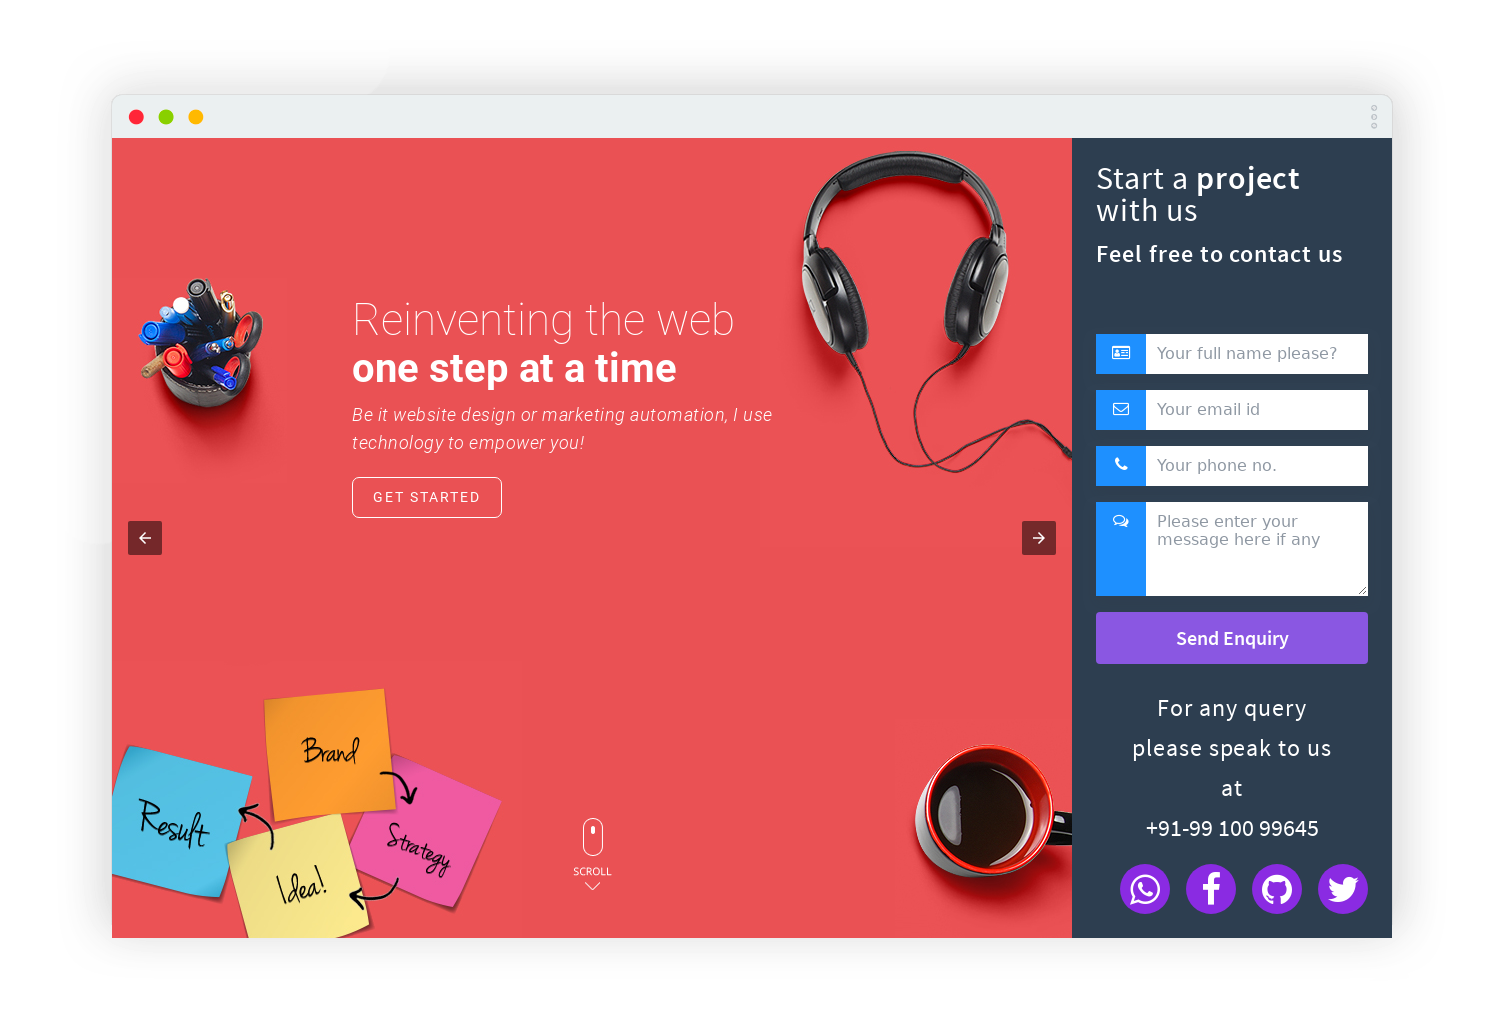 Reinventing the web
one step at a time
Be it website design or marketing automation, I use
technology to empower you!
GET STARTED
Brand
Result
Strategy
Idea!
SCROLL
Start a project
with us
Feel free to contact us
Your full name please?
Your email id
Your phone no.
Please enter your
message here if any
Send Enquiry
For any query
please speak to us
at
+91-99 100 99645